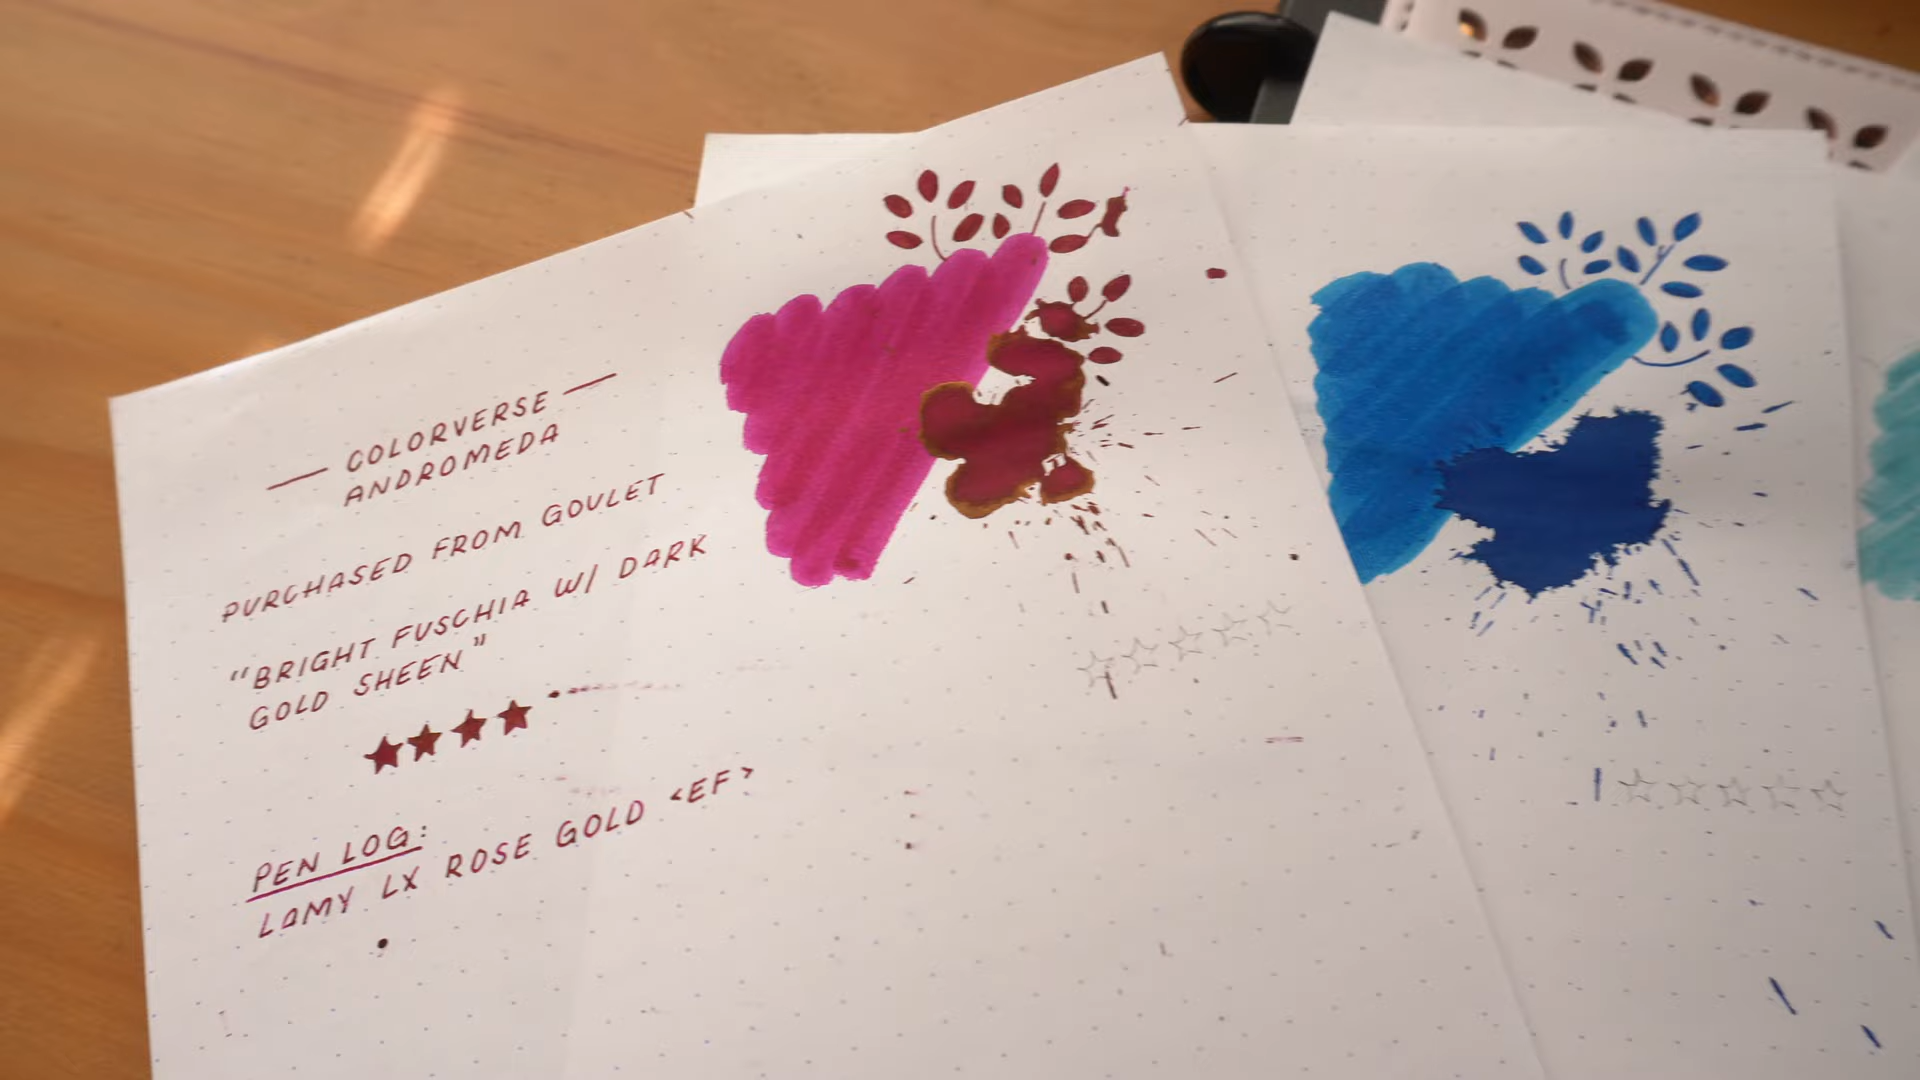 — COLORVERSE —
ANDROMEDA
PURCHASED FROM GOULET
"BRIGHT FUSCHIA W/ DARK
GOLD SHEEN"
PEN LOG:
LAMY LX ROSE GOLD <EF>